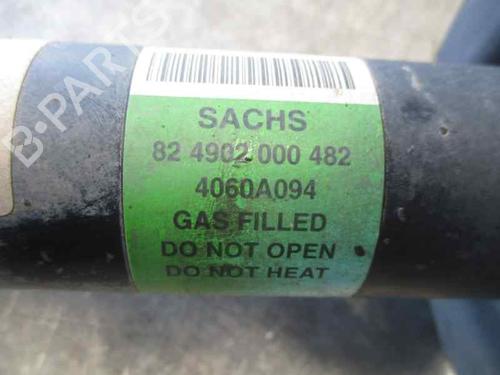 B-PARTS
SACHS
82 4902 000 482
4060A094
GAS FILLED
DO NOT OPEN
DO NOT HEAT